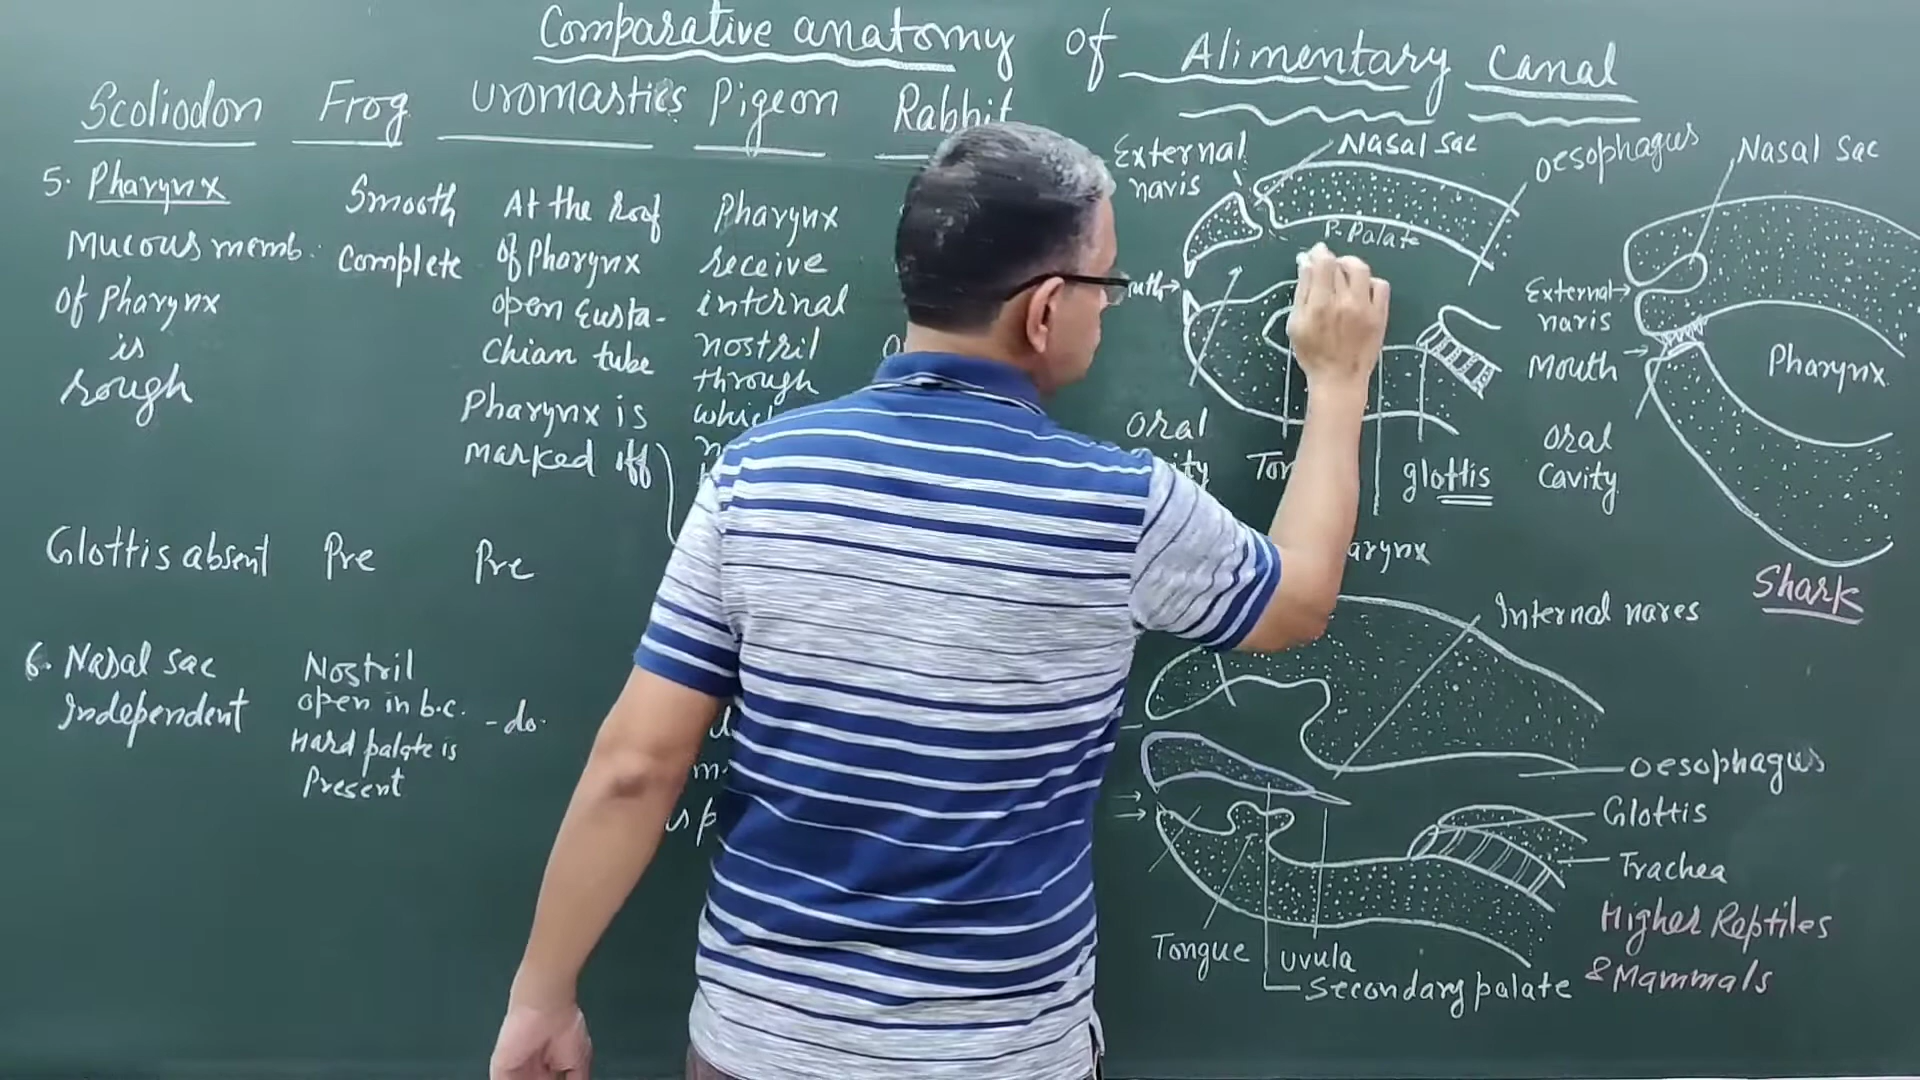 Comparative anatomy of Alimentary Canal
Scoliodon Frog Uromastics Pigeon Rabbit
5. Pharynx
Mucous memb.
of Pharynx
is
rough
Smooth
Complete
At the roof
of Pharynx
open Eusta-
chian tube
Pharynx is
marked iff
Pharynx
receive
internal
nostril
through
Glottis absent Pre Pre
6. Nasal sac
Independent
Nostril
open in b.c.
Hard palate is
Present
-do-
External
naris
Nasal sac
oesophagus
P. Palate
oral
glottis
Nasal sac
External
naris
Mouth
Pharynx
oral
cavity
Shark
Internal nares
oesophagus
Glottis
Trachea
Higher Reptiles
& Mammals
Tongue
uvula
Secondary palate